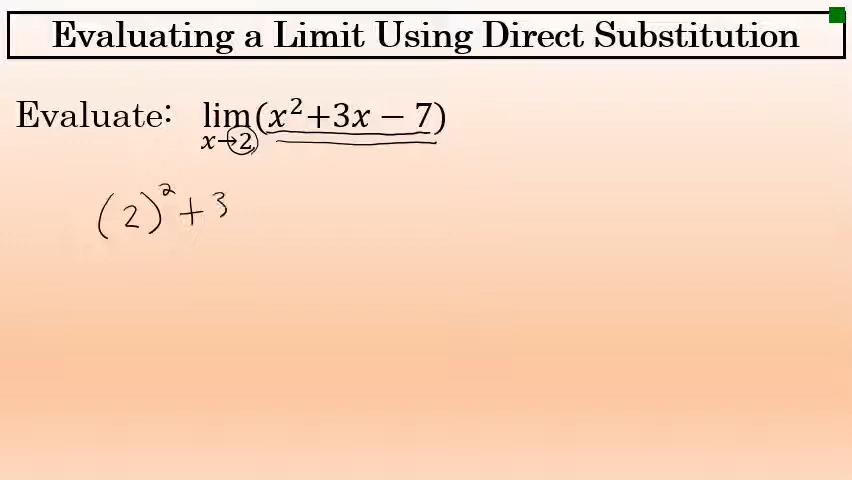 Evaluating a Limit Using Direct Substitution
Evaluate: lim(x²+3x − 7)
x→2
(2)² + 3